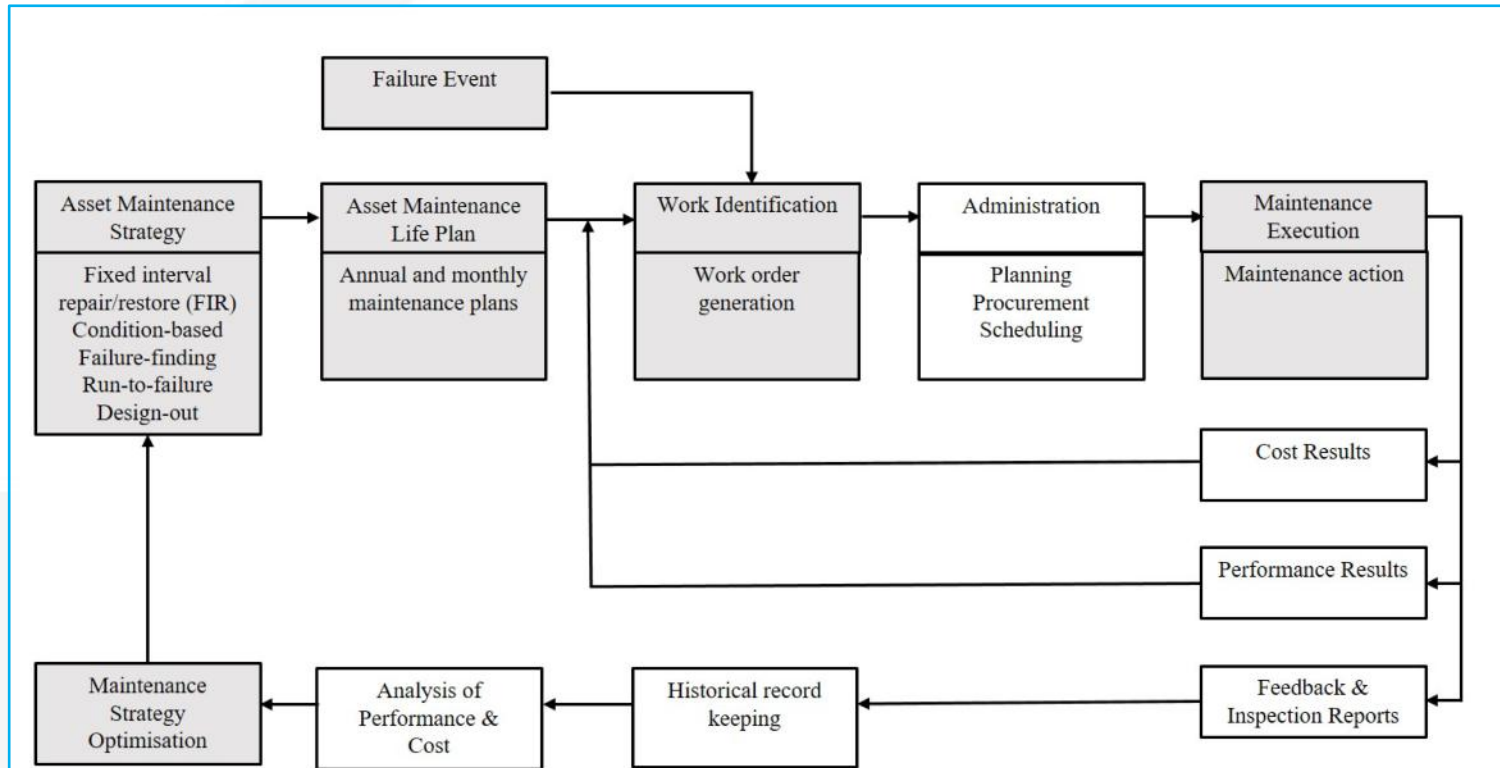 Failure Event
Asset Maintenance
Strategy
Fixed interval
repair/restore (FIR)
Condition-based
Failure-finding
Run-to-failure
Design-out
Asset Maintenance
Life Plan
Annual and monthly
maintenance plans
Work Identification
Work order
generation
Administration
Planning
Procurement
Scheduling
Maintenance
Execution
Maintenance action
Cost Results
Performance Results
Feedback &
Inspection Reports
Historical record
keeping
Analysis of
Performance &
Cost
Maintenance
Strategy
Optimisation